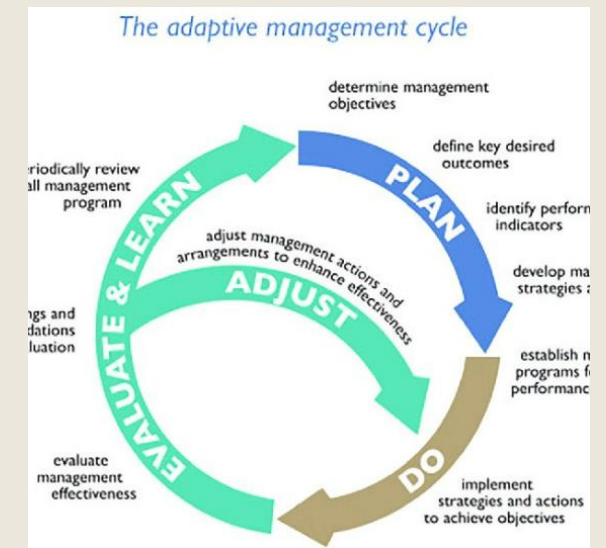 The adaptive management cycle
determine management
objectives
define key desired
outcomes
PLAN
identify perform
indicators
develop ma
strategies a
establish m
programs f
performanc
DO
implement
strategies and actions
to achieve objectives
EVALUATE & LEARN
evaluate
management
effectiveness
ngs and
dations
luation
eriodically review
all management
program
ADJUST
adjust management actions and
arrangements to enhance effectiveness